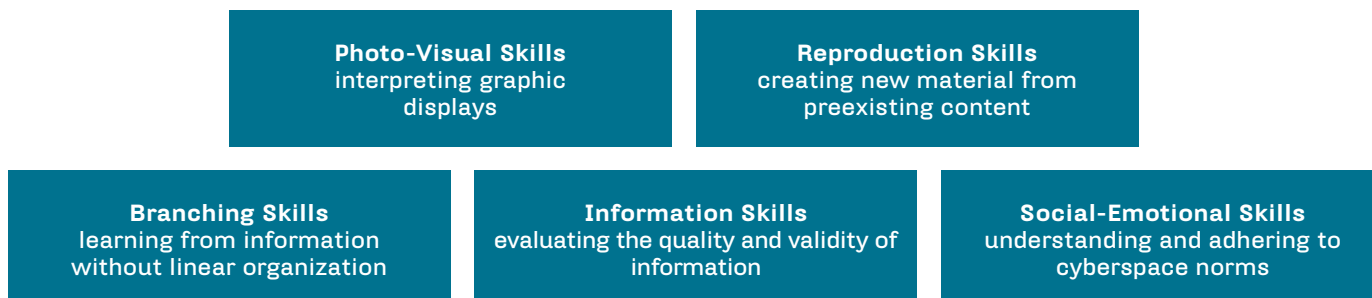 Photo-Visual Skills
interpreting graphic
displays
Reproduction Skills
creating new material from
preexisting content
Branching Skills
learning from information
without linear organization
Information Skills
evaluating the quality and validity of
information
Social-Emotional Skills
understanding and adhering to
cyberspace norms